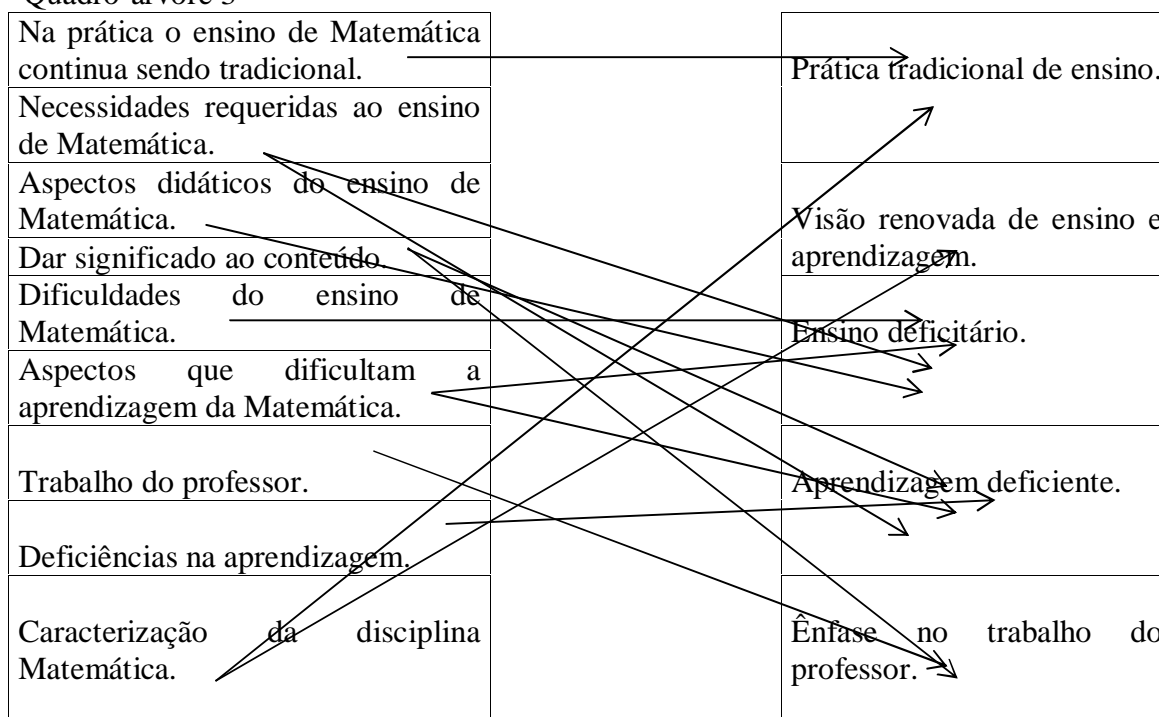 Na prática o ensino de Matemática
continua sendo tradicional.
Necessidades requeridas ao ensino
de Matemática.
Aspectos didáticos do ensino de
Matemática.
Dar significado ao conteúdo.
Dificuldades do ensino de
Matemática.
Aspectos que dificultam a
aprendizagem da Matemática.
Trabalho do professor.
Deficiências na aprendizagem.
Caracterização da disciplina
Matemática.
Prática tradicional de ensino.
Visão renovada de ensino e
aprendizagem.
Ensino deficitário.
Aprendizagem deficiente.
Ênfase no trabalho do
professor.